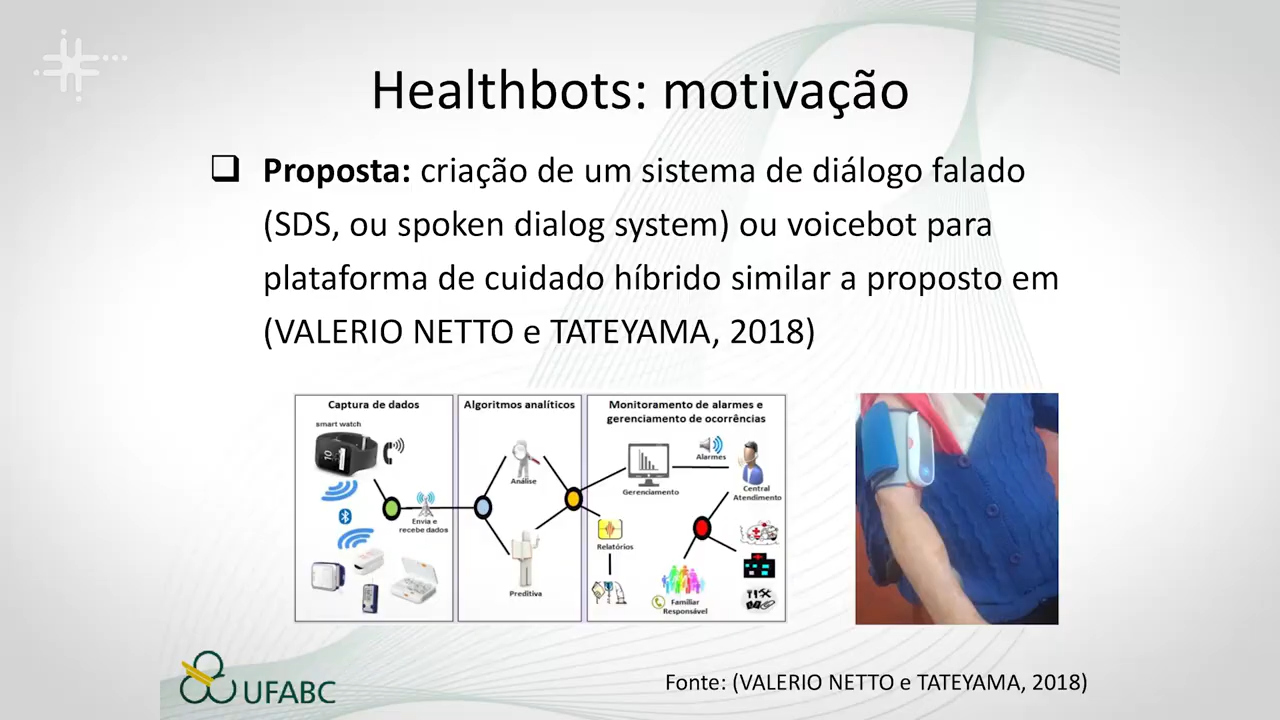 Healthbots: motivação
❑ Proposta: criação de um sistema de diálogo falado
(SDS, ou spoken dialog system) ou voicebot para
plataforma de cuidado híbrido similar a proposto em
(VALERIO NETTO e TATEYAMA, 2018)
Captura de dados
smart watch
10
Envia e
recebe dados
Algoritmos analíticos
Análise
Preditiva
Monitoramento de alarmes e
gerenciamento de ocorrências
Alarmes
Gerenciamento
Central
Atendimento
Relatórios
Familiar
Responsável
UFABC
Fonte: (VALERIO NETTO e TATEYAMA, 2018)